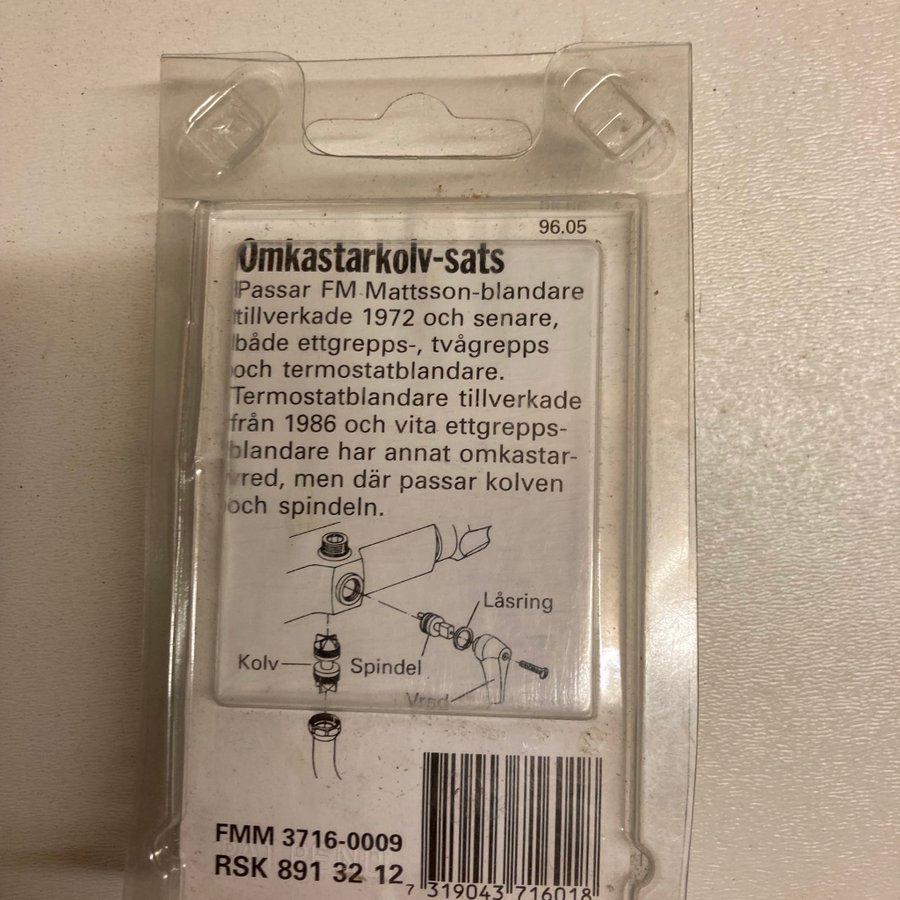 96.05
Omkastarkolv-sats
Passar FM Mattsson-blandare
tillverkade 1972 och senare,
både ettgrepps-, tvågrepps
och termostatblandare.
Termostatblandare tillverkade
från 1986 och vita ettgrepps-
blandare har annat omkastar-
vred, men där passar kolven
och spindeln.
Låsring
Kolv
Spindel
Vred
FMM 3716-0009
RSK 891 32 12
7 319043 716018